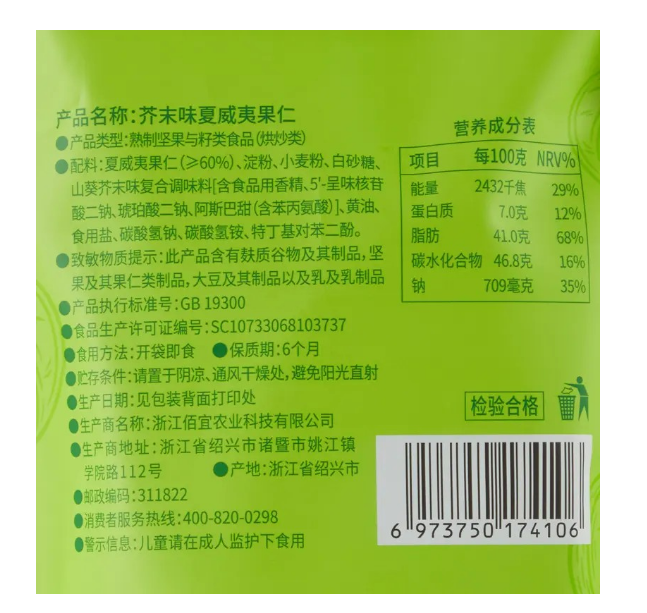 产品名称:芥末味夏威夷果仁
●产品类型:熟制坚果与籽类食品(烘炒类)
●配料:夏威夷果仁(≥60%)、淀粉、小麦粉、白砂糖、
山葵芥末味复合调味料[含食品用香精、5'-呈味核苷
酸二钠、琥珀酸二钠、阿斯巴甜(含苯丙氨酸)]、黄油、
食用盐、碳酸氢钠、碳酸氢铵、特丁基对苯二酚。
●致敏物质提示:此产品含有麸质谷物及其制品,坚
果及其果仁类制品,大豆及其制品以及乳及乳制品
●产品执行标准号:GB 19300
●食品生产许可证编号:SC10733068103737
●食用方法:开袋即食 ●保质期:6个月
●贮存条件:请置于阴凉、通风干燥处,避免阳光直射
●生产日期:见包装背面打印处
●生产商名称:浙江佰宜农业科技有限公司
●生产商地址:浙江省绍兴市诸暨市姚江镇
学院路112号 ●产地:浙江省绍兴市
●邮政编码:311822
●消费者服务热线:400-820-0298
●警示信息:儿童请在成人监护下食用
营养成分表
项目 每100克 NRV%
能量 2432千焦 29%
蛋白质 7.0克 12%
脂肪 41.0克 68%
碳水化合物 46.8克 16%
钠 709毫克 35%
检验合格
6 973750 174106